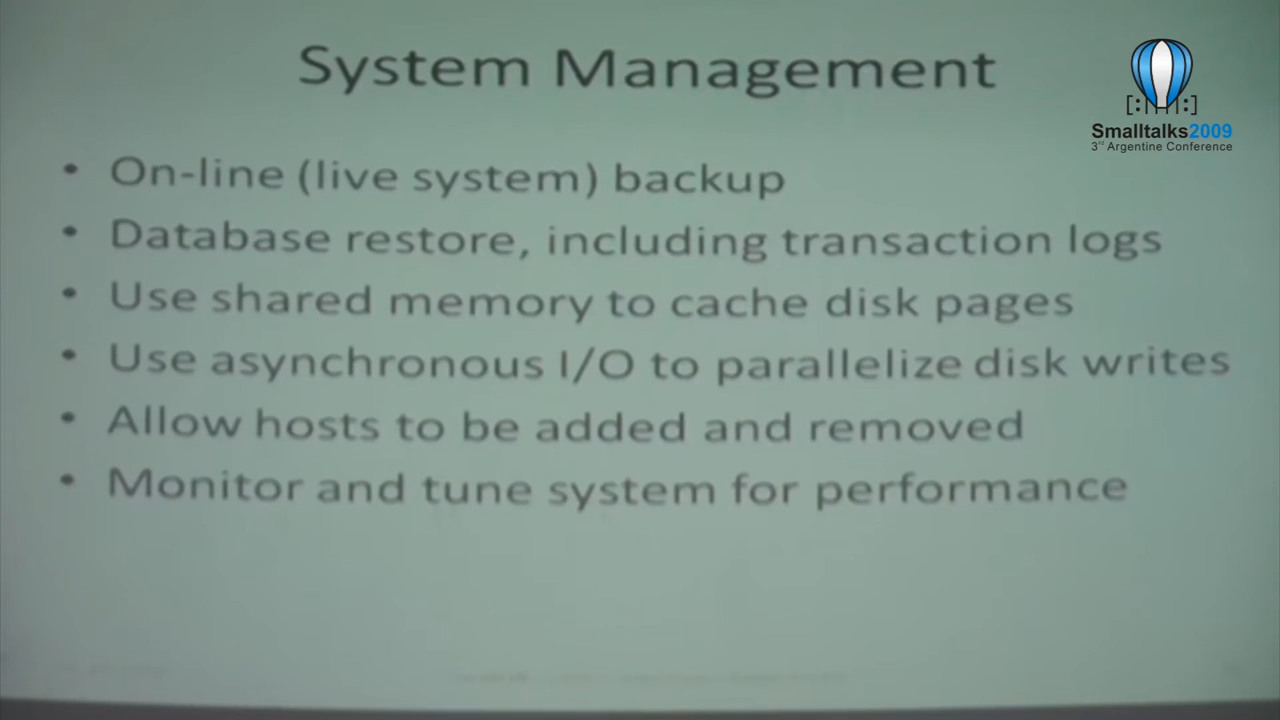 System Management
[:| | | |:]
Smalltalks2009
3rd Argentine Conference
• On-line (live system) backup
• Database restore, including transaction logs
• Use shared memory to cache disk pages
• Use asynchronous I/O to parallelize disk writes
• Allow hosts to be added and removed
• Monitor and tune system for performance